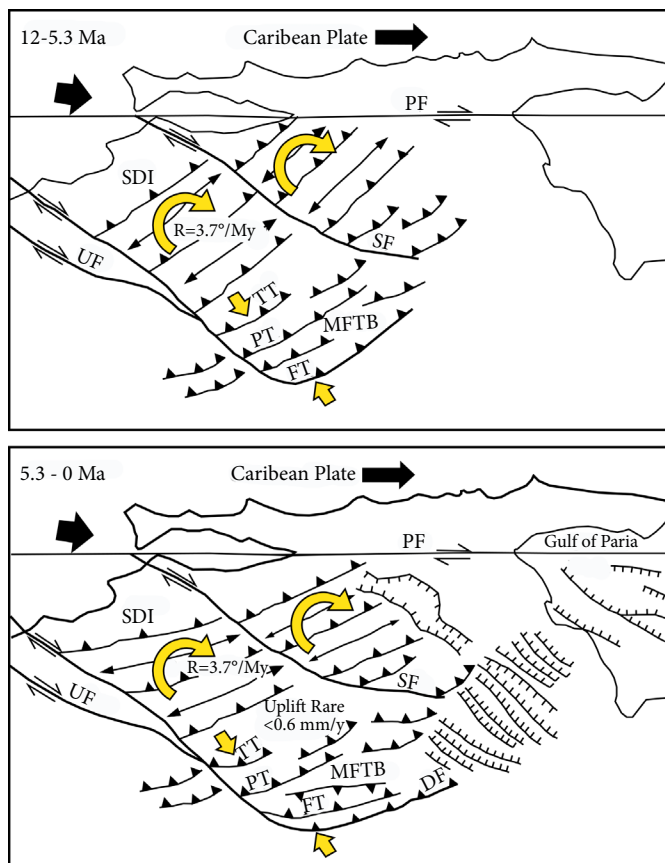 12-5.3 Ma
Caribean Plate
PF
SDI
R=3.7°/My
UF
SF
TT
PT
MFTB
FT
5.3 - 0 Ma
Caribean Plate
PF
Gulf of Paria
SDI
R=3.7°/My
UF
SF
Uplift Rare
<0.6 mm/y
TT
PT
MFTB
DF
FT